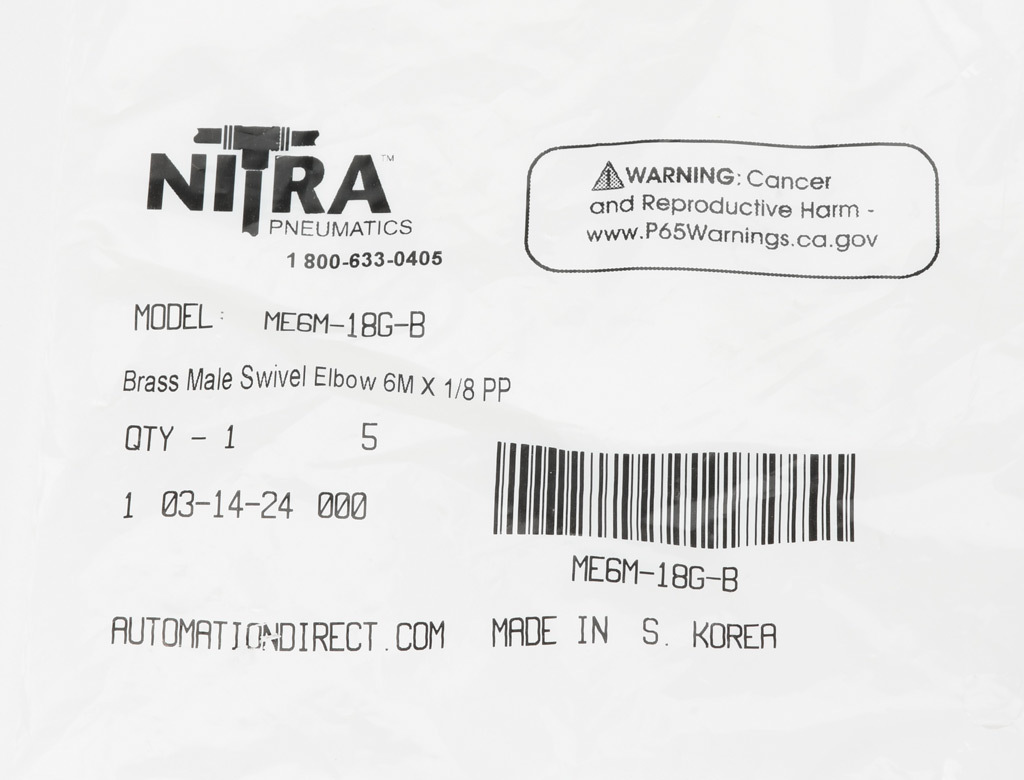 NITRA™
PNEUMATICS
1 800-633-0405
⚠WARNING: Cancer
and Reproductive Harm -
www.P65Warnings.ca.gov
MODEL: ME6M-18G-B
Brass Male Swivel Elbow 6M X 1/8 PP
QTY - 1 5
1 03-14-24 000
ME6M-18G-B
AUTOMATIONDIRECT.COM MADE IN S. KOREA